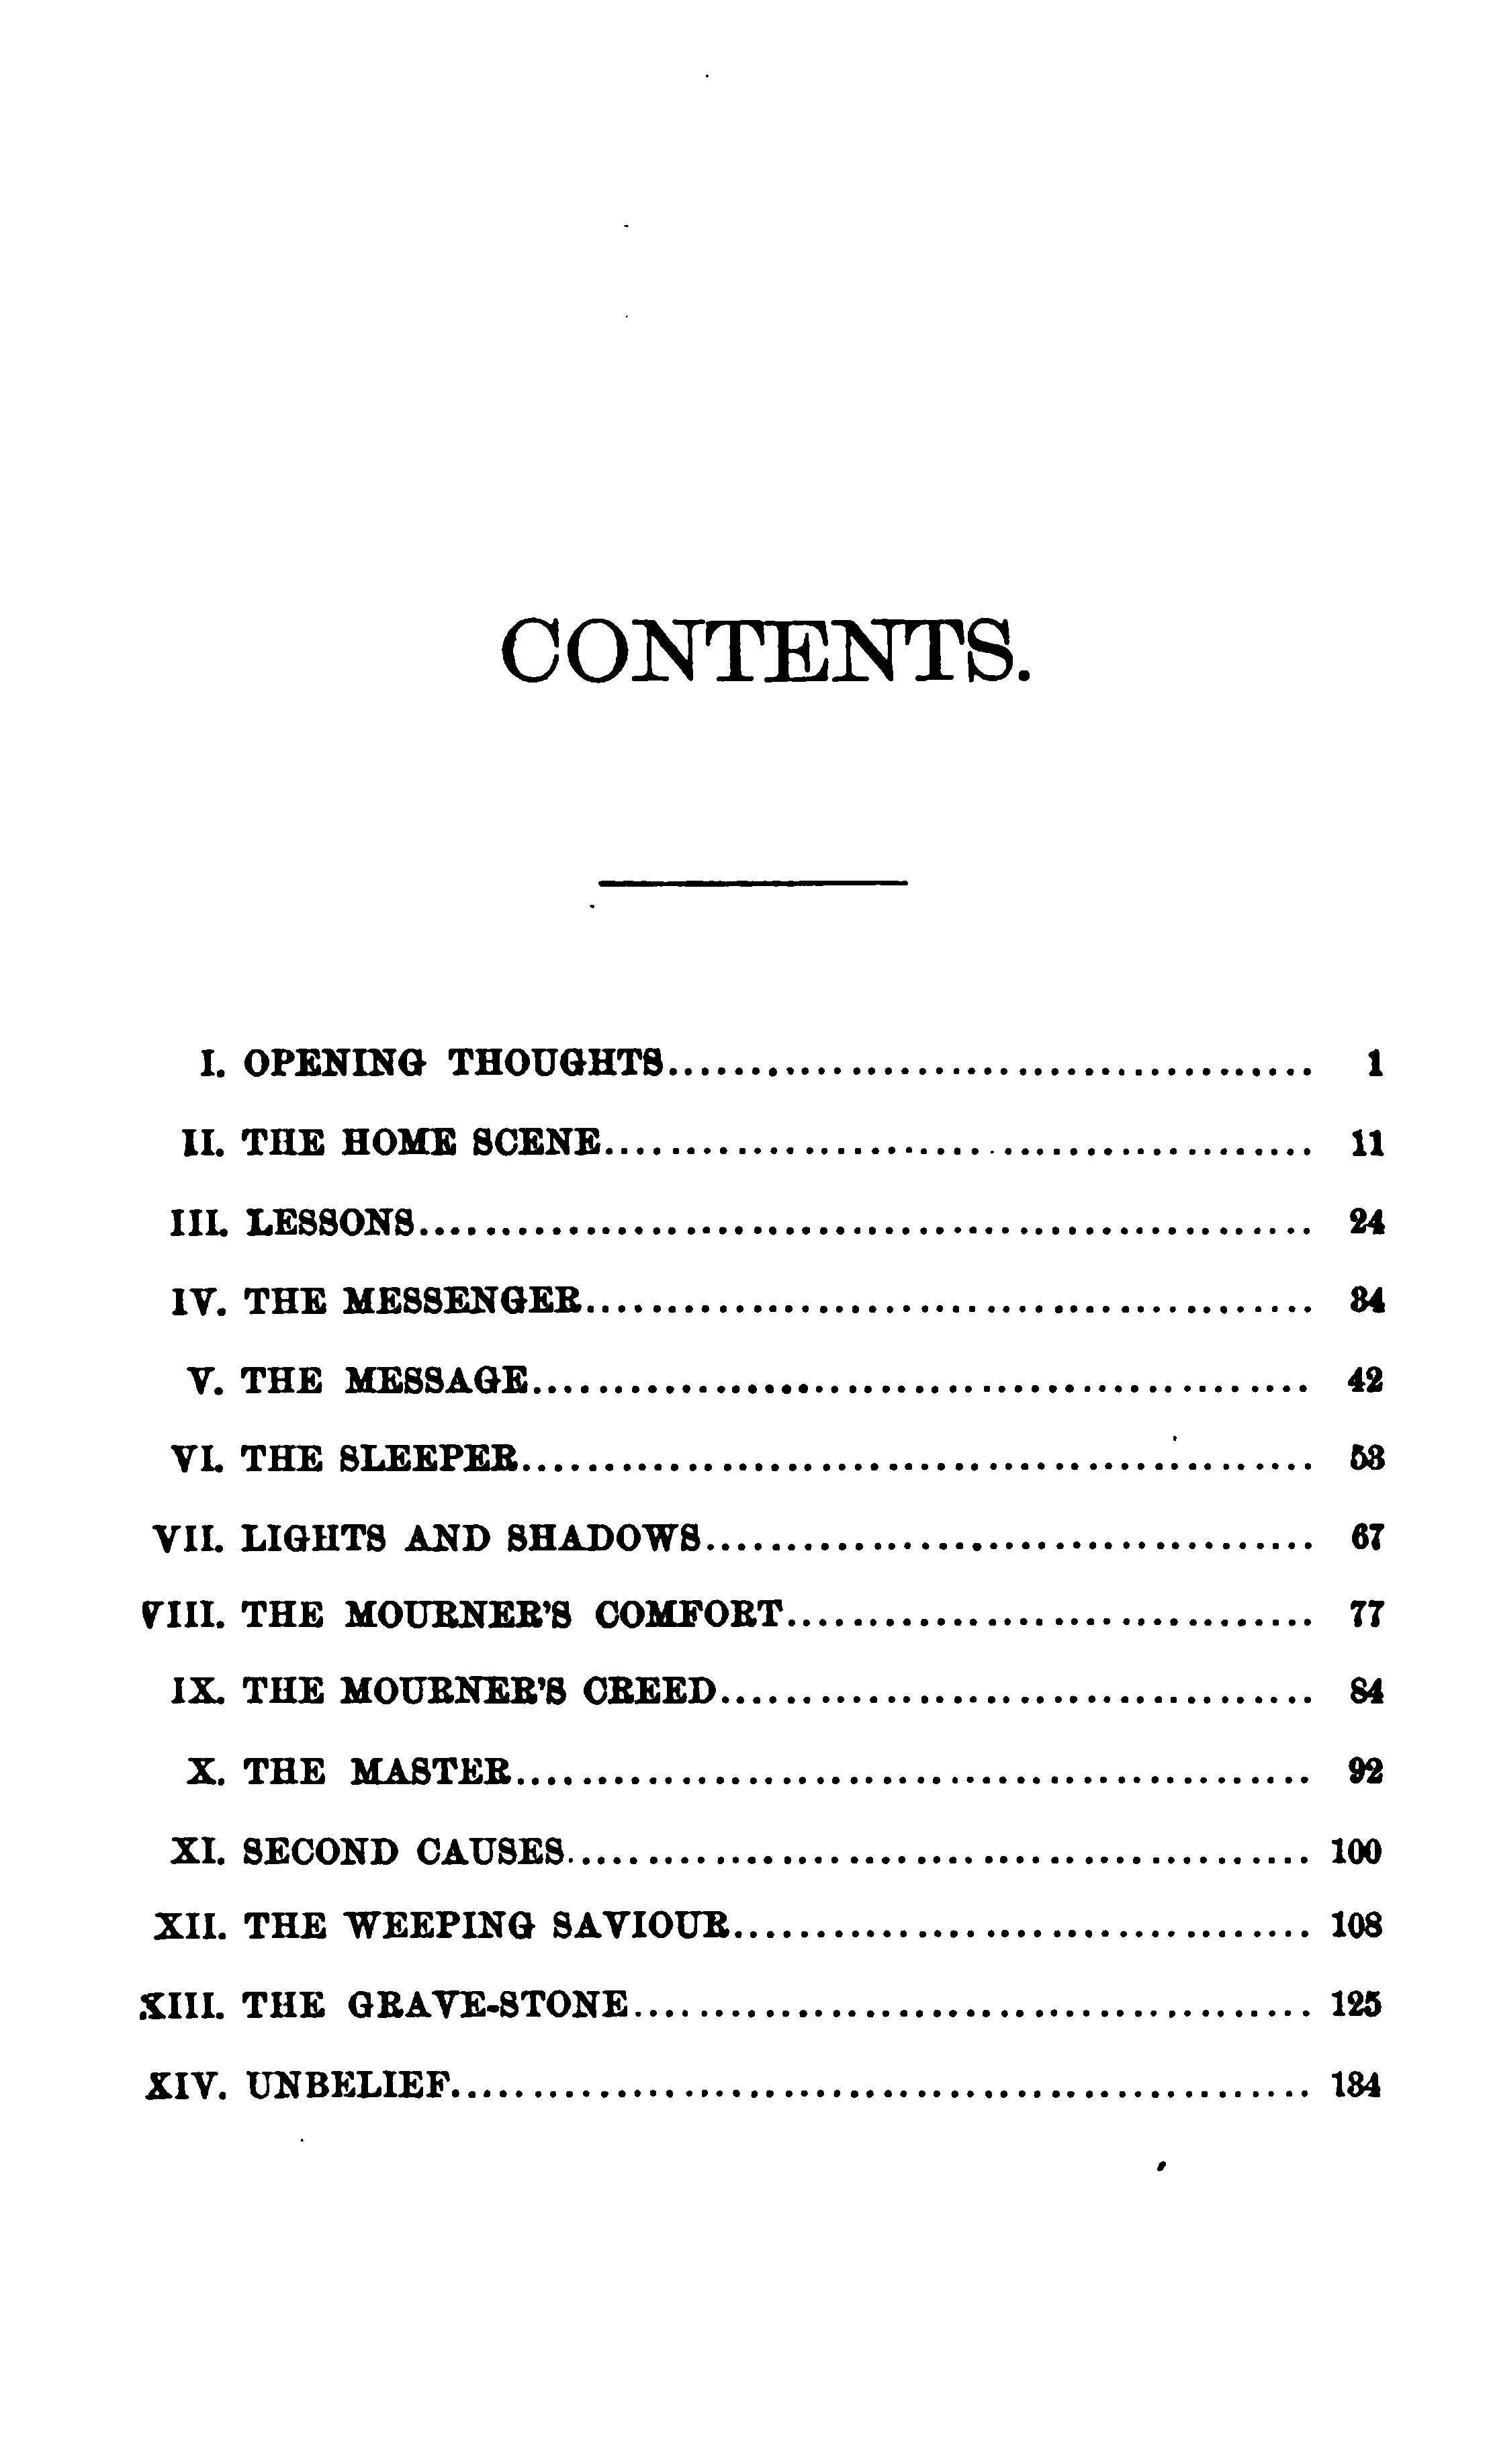 CONTENTS.
I. OPENING THOUGHTS........................................ 1
II. THE HOME SCENE........................................... 11
III. LESSONS...................................................... 24
IV. THE MESSENGER............................................ 34
V. THE MESSAGE............................................... 42
VI. THE SLEEPER................................................ 53
VII. LIGHTS AND SHADOWS..................................... 67
VIII. THE MOURNER'S COMFORT................................ 77
IX. THE MOURNER'S CREED.................................... 84
X. THE MASTER................................................ 92
XI. SECOND CAUSES............................................. 100
XII. THE WEEPING SAVIOUR................................... 108
XIII. THE GRAVE-STONE......................................... 125
XIV. UNBELIEF.................................................... 134